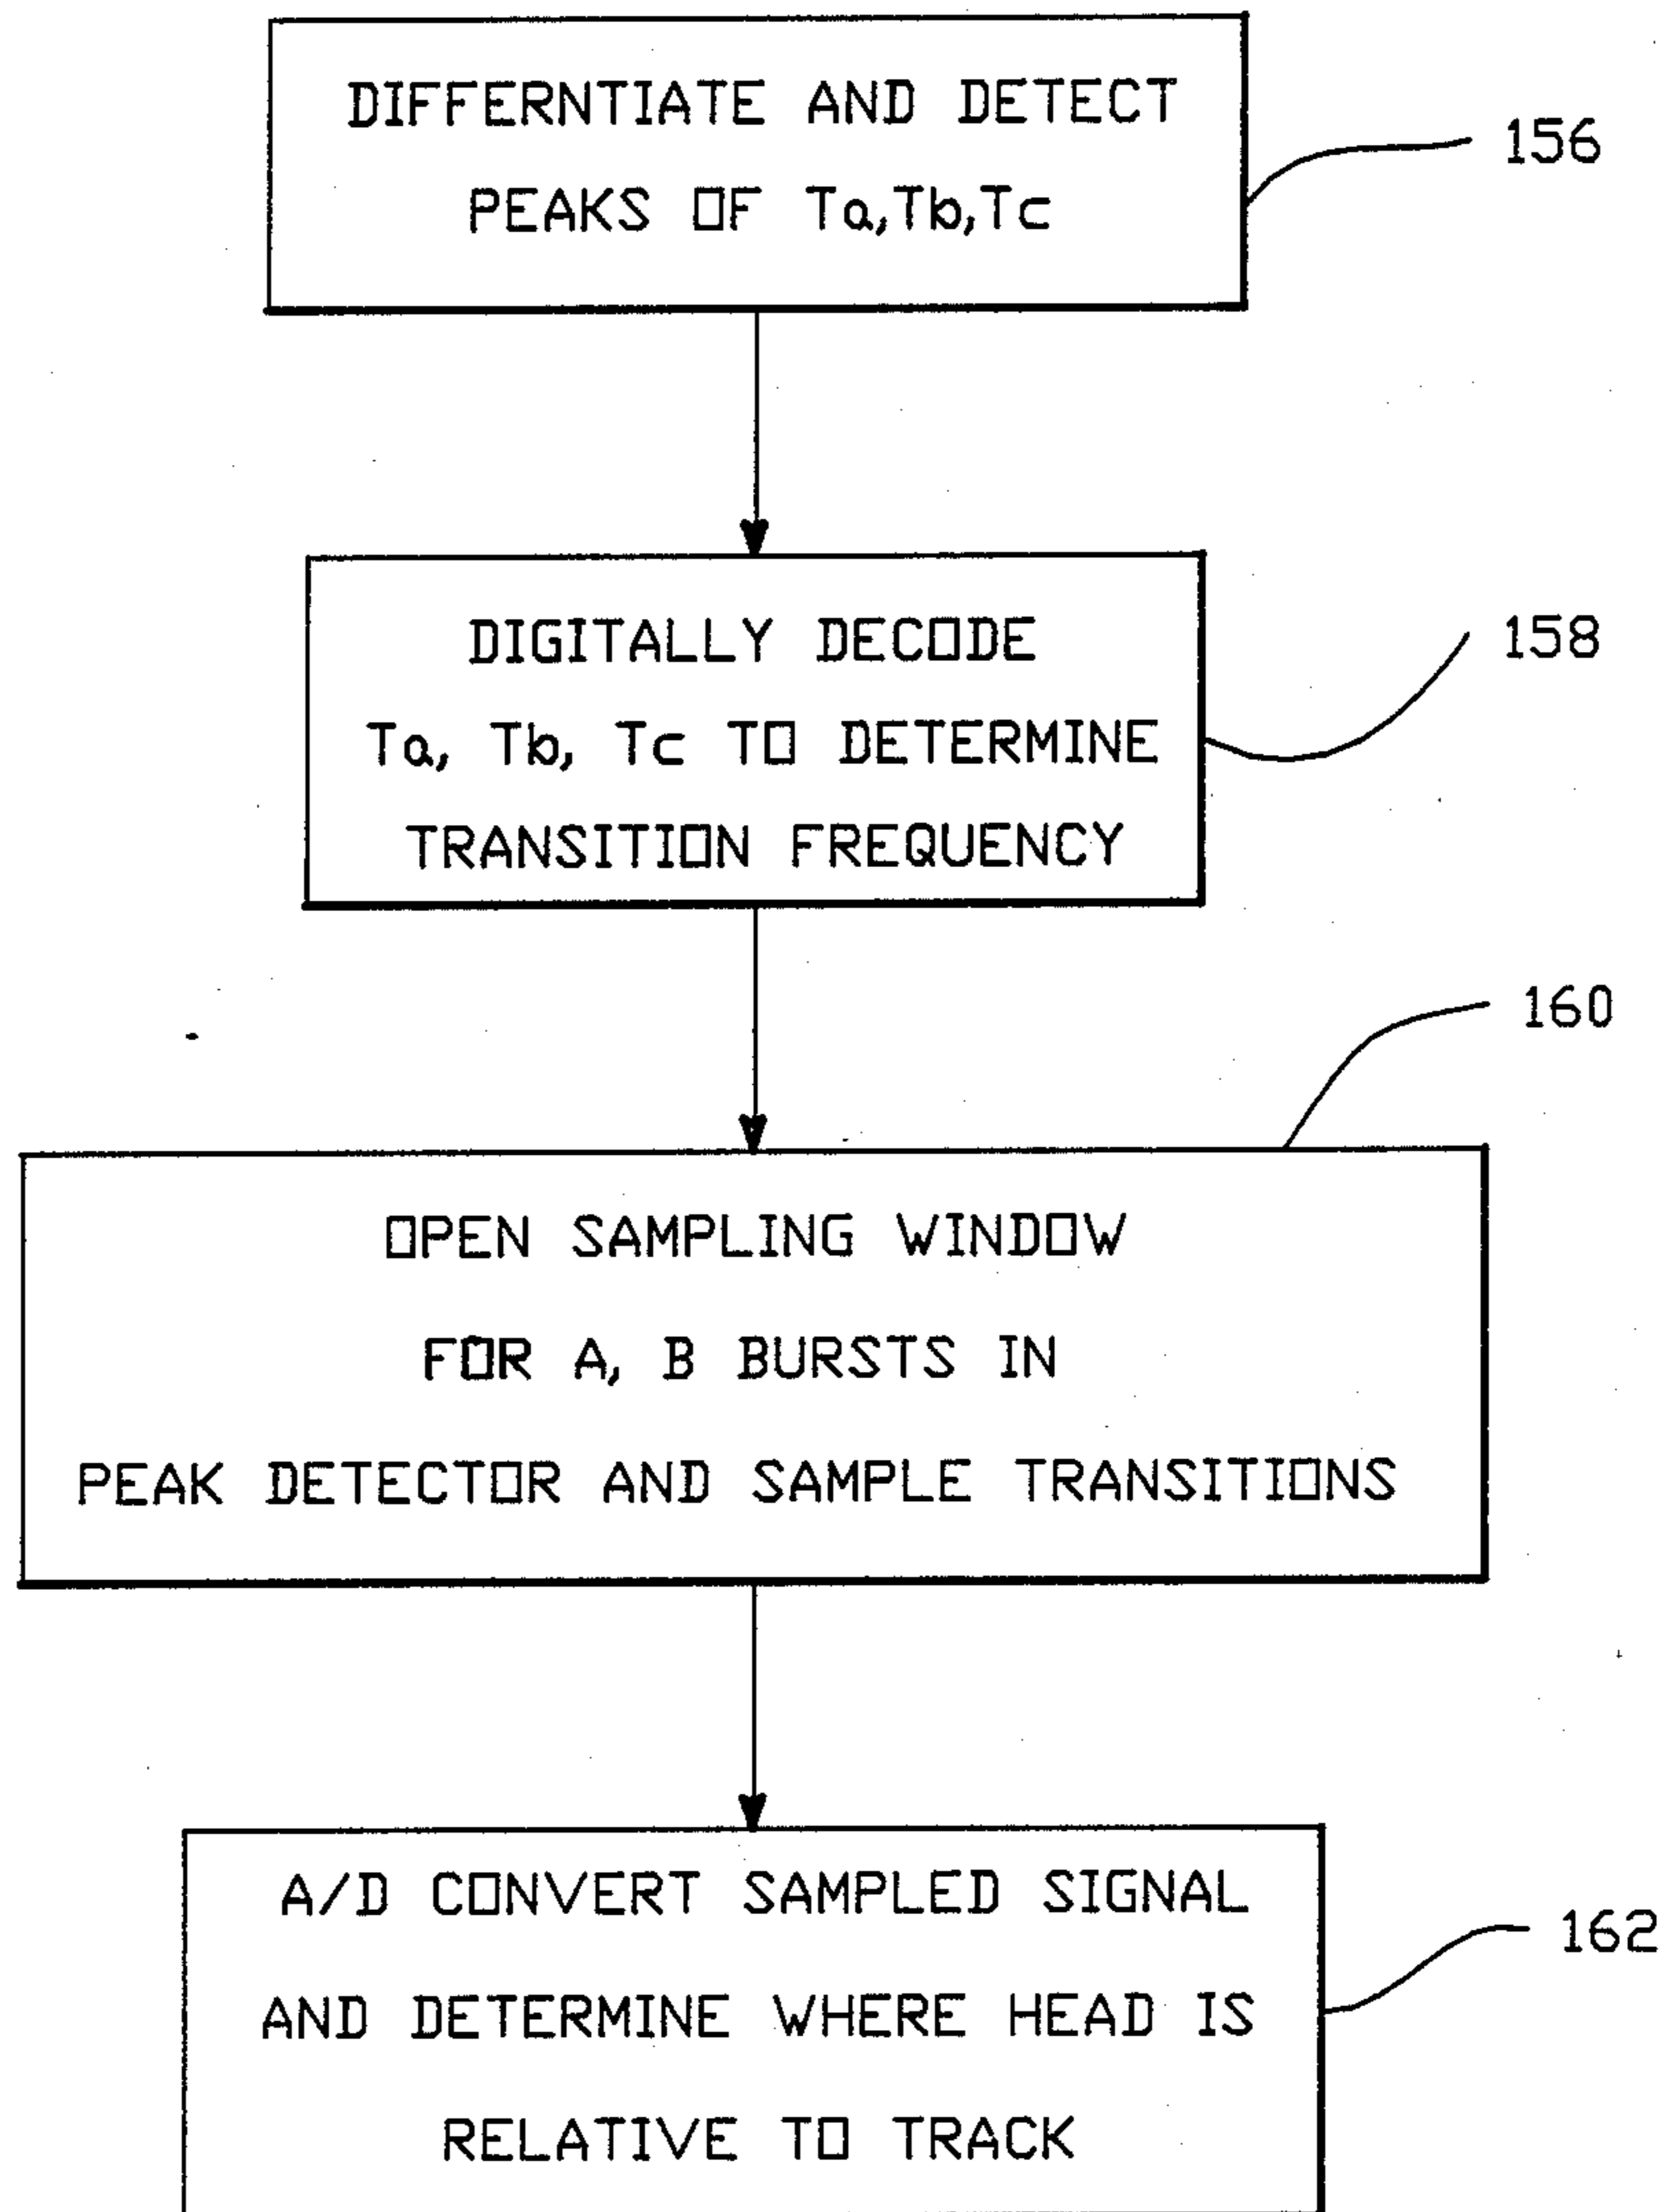 DIFFERNTIATE AND DETECT
PEAKS OF Ta,Tb,Tc
156
DIGITALLY DECODE
Ta, Tb, Tc TO DETERMINE
TRANSITION FREQUENCY
158
160
OPEN SAMPLING WINDOW
FOR A, B BURSTS IN
PEAK DETECTOR AND SAMPLE TRANSITIONS
A/D CONVERT SAMPLED SIGNAL
AND DETERMINE WHERE HEAD IS
RELATIVE TO TRACK
162